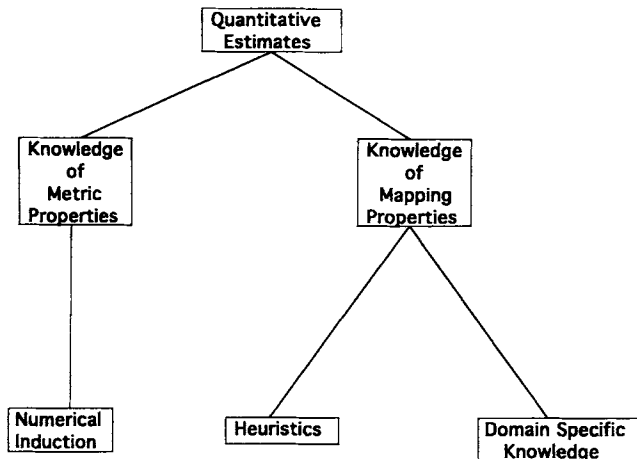 Quantitative
Estimates
Knowledge
of
Metric
Properties
Knowledge
of
Mapping
Properties
Numerical
Induction
Heuristics
Domain Specific
Knowledge